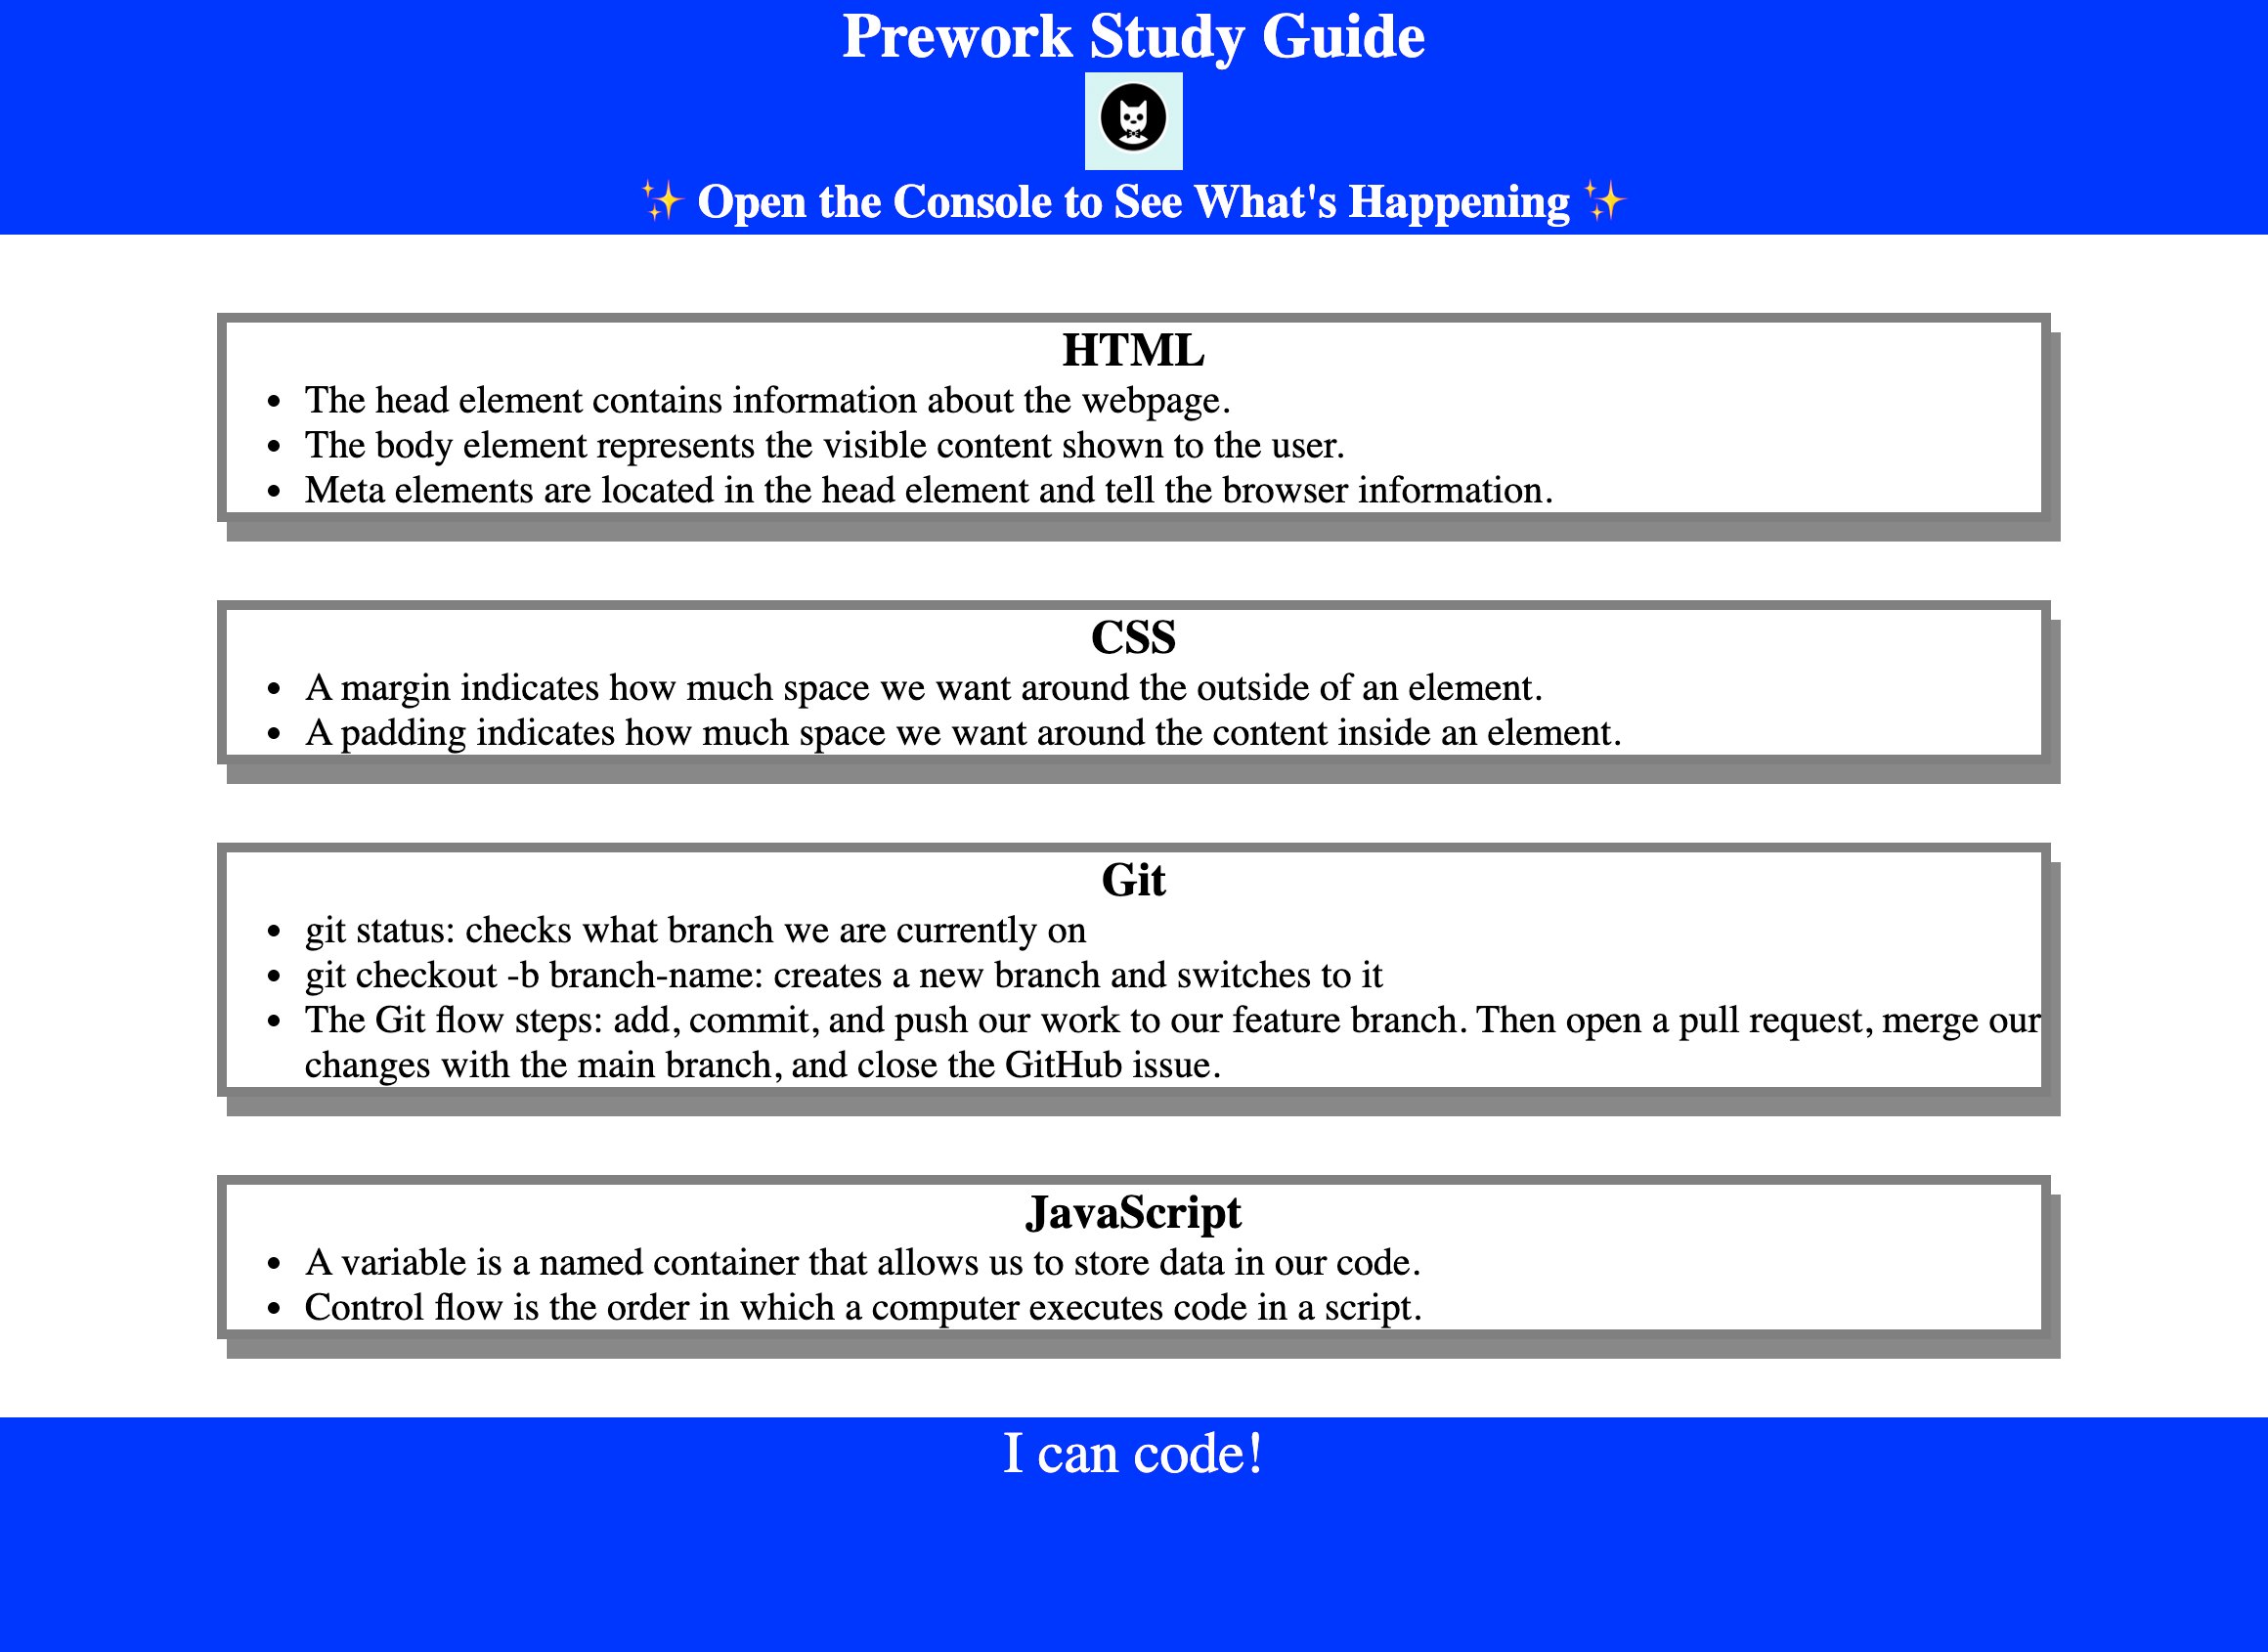 Prework Study Guide
✨ Open the Console to See What's Happening ✨
HTML
• The head element contains information about the webpage.
• The body element represents the visible content shown to the user.
• Meta elements are located in the head element and tell the browser information.
CSS
• A margin indicates how much space we want around the outside of an element.
• A padding indicates how much space we want around the content inside an element.
Git
• git status: checks what branch we are currently on
• git checkout -b branch-name: creates a new branch and switches to it
• The Git flow steps: add, commit, and push our work to our feature branch. Then open a pull request, merge our
changes with the main branch, and close the GitHub issue.
JavaScript
• A variable is a named container that allows us to store data in our code.
• Control flow is the order in which a computer executes code in a script.
I can code!